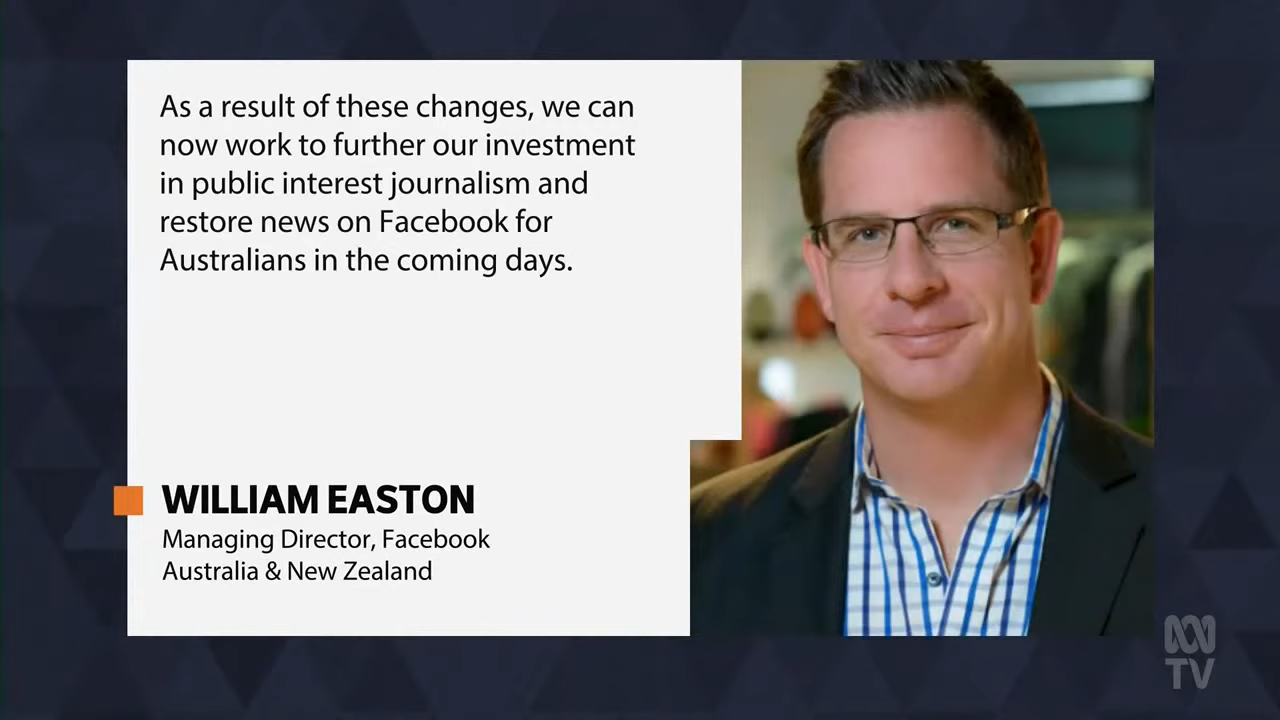 As a result of these changes, we can
now work to further our investment
in public interest journalism and
restore news on Facebook for
Australians in the coming days.
WILLIAM EASTON
Managing Director, Facebook
Australia & New Zealand
TV